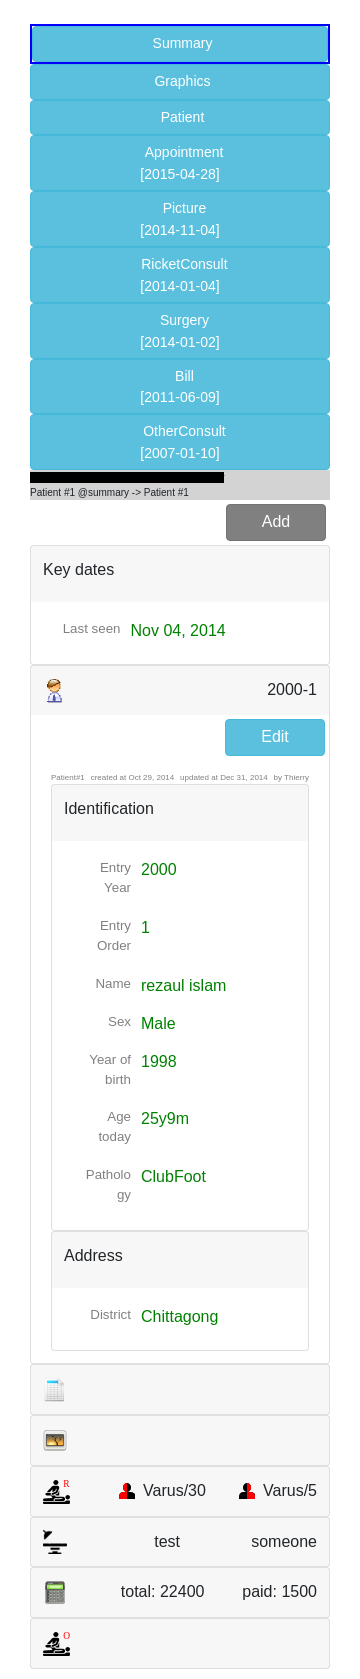 Summary
Graphics
Patient
Appointment
[2015-04-28]
Picture
[2014-11-04]
RicketConsult
[2014-01-04]
Surgery
[2014-01-02]
Bill
[2011-06-09]
OtherConsult
[2007-01-10]
Patient #1 @summary -> Patient #1
Add
Key dates
Last seen Nov 04, 2014
2000-1
Edit
Patient#1 created at Oct 29, 2014 updated at Dec 31, 2014 by Thierry
Identification
Entry 2000
Year
Entry 1
Order
Name rezaul islam
Sex Male
Year of 1998
birth
Age 25y9m
today
Patholo ClubFoot
gy
Address
District Chittagong
R Varus/30 Varus/5
test someone
total: 22400 paid: 1500
O